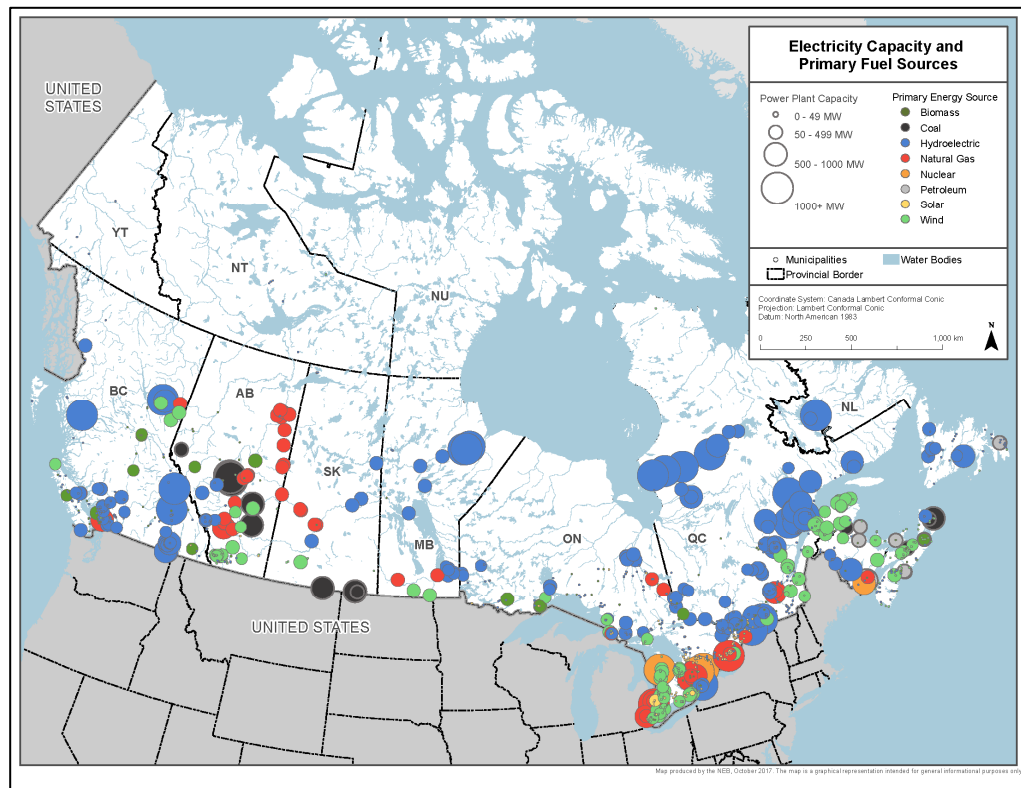 Electricity Capacity and
Primary Fuel Sources
Power Plant Capacity
0 - 49 MW
50 - 499 MW
500 - 1000 MW
1000+ MW
Primary Energy Source
Biomass
Coal
Hydroelectric
Natural Gas
Nuclear
Petroleum
Solar
Wind
Municipalities
Water Bodies
Provincial Border
Coordinate System: Canada Lambert Conformal Conic
Projection: Lambert Conformal Conic
Datum: North American 1983
N
0 250 500 1,000 km
UNITED
STATES
YT
NT
NU
BC
AB
SK
MB
ON
QC
NL
UNITED STATES
Map produced by the NEB, October 2017. The map is a graphical representation intended for general informational purposes only